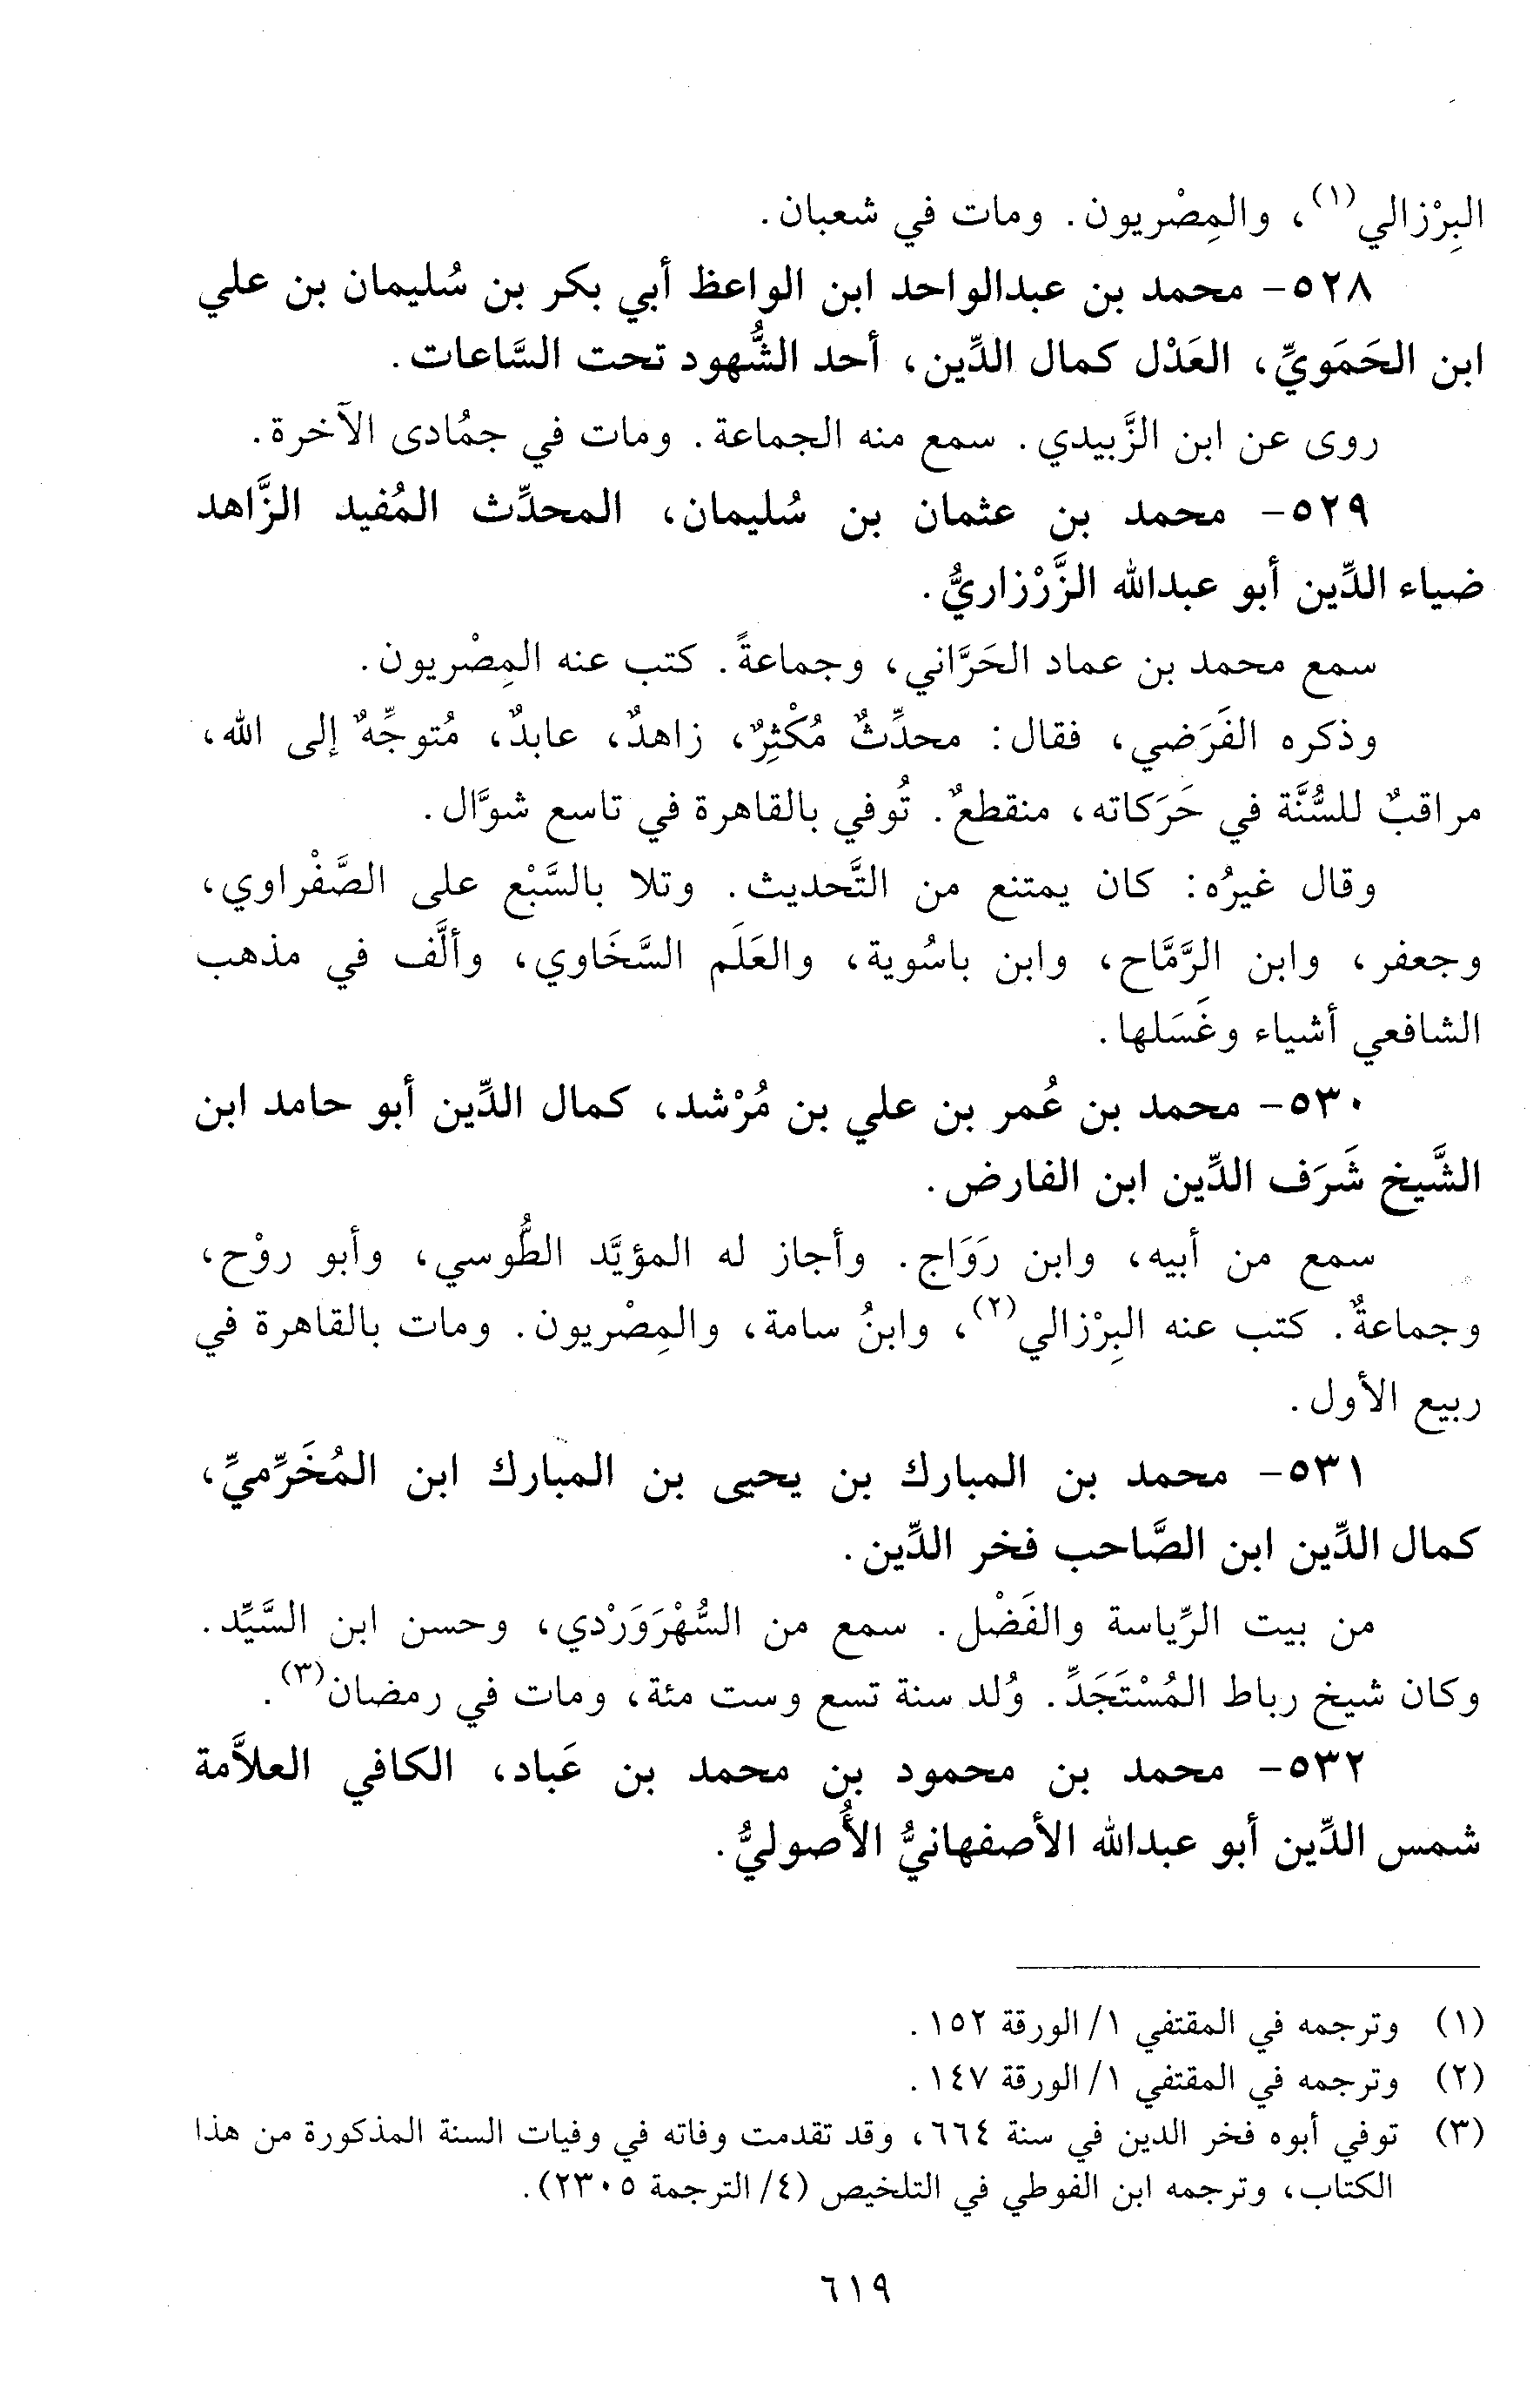 البِرْزالي(١)، والمِصْريون. ومات في شعبان.
٥٢٨- محمد بن عبدالواحد ابن الواعظ أبي بكر بن سُليمان بن علي
ابن الحَمَويِّ، العَدْل كمال الدِّين، أحد الشُّهود تحت السَّاعات.
روى عن ابن الزَّبيدي. سمع منه الجماعة. ومات في جمُادى الآخرة.
٥٢٩- محمد بن عثمان بن سُليمان، المحدِّث المُفيد الزَّاهد
ضياء الدِّين أبو عبدالله الزَّرْزاريُّ.
سمع محمد بن عماد الحَرَّاني، وجماعةً. كتب عنه المِصْريون.
وذكره الفَرَضي، فقال: محدِّثٌ مُكْثِرٌ، زاهدٌ، عابدٌ، مُتوجِّهٌ إلى الله،
مراقبٌ للسُّنَّة في حَرَكاته، منقطعٌ. تُوفي بالقاهرة في تاسع شوَّال.
وقال غيرُه: كان يمتنع من التَّحديث. وتلا بالسَّبْع على الصَّفْراوي،
وجعفر، وابن الرَّمَّاح، وابن باسُوية، والعَلَم السَّخَاوي، وألَّف في مذهب
الشافعي أشياء وغَسَلها.
٥٣٠- محمد بن عُمر بن علي بن مُرْشد، كمال الدِّين أبو حامد ابن
الشَّيخ شَرَف الدِّين ابن الفارض.
سمع من أبيه، وابن رَوَاج. وأجاز له المؤيَّد الطُّوسي، وأبو روْح،
وجماعةٌ. كتب عنه البِرْزالي(٢)، وابنُ سامة، والمِصْريون. ومات بالقاهرة في
ربيع الأول.
٥٣١- محمد بن المبارك بن يحيى بن المبارك ابن المُخَرِّميِّ،
كمال الدِّين ابن الصَّاحب فخر الدِّين.
من بيت الرِّياسة والفَضْل. سمع من السُّهْرَوَرْدي، وحسن ابن السَّيِّد.
وكان شيخ رباط المُسْتَجَدِّ. وُلد سنة تسع وست مئة، ومات في رمضان(٣).
٥٣٢- محمد بن محمود بن محمد بن عَباد، الكافي العلاَّمة
شمس الدِّين أبو عبدالله الأصفهانيُّ الأُصوليُّ.
(١) وترجمه في المقتفي ١/ الورقة ١٥٢.
(٢) وترجمه في المقتفي ١/ الورقة ١٤٧.
(٣) توفي أبوه فخر الدين في سنة ٦٦٤، وقد تقدمت وفاته في وفيات السنة المذكورة من هذا
الكتاب، وترجمه ابن الفوطي في التلخيص (٤/ الترجمة ٢٣٠٥).
٦١٩